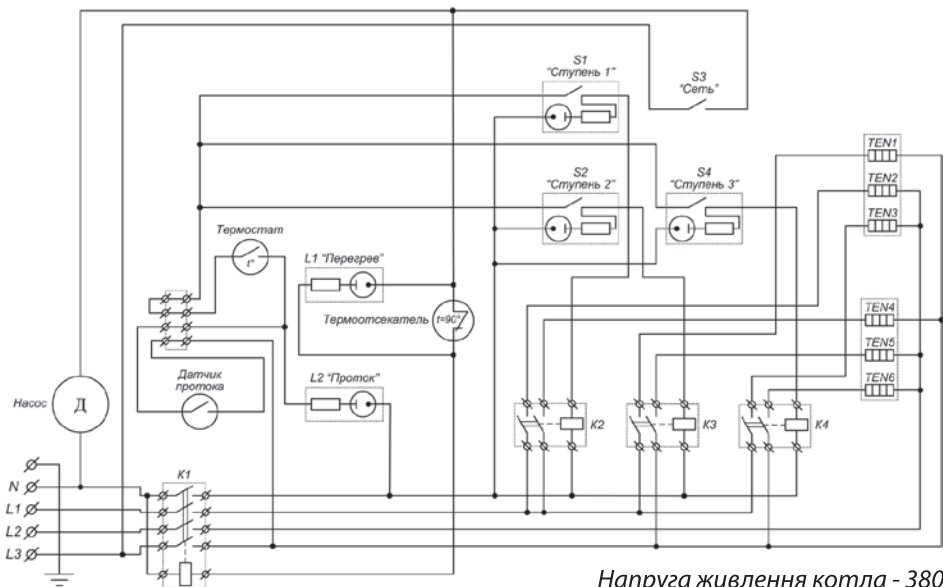 S1
"Ступень 1"
S3
"Сеть"
S2
"Ступень 2"
S4
"Ступень 3"
TEN1
TEN2
TEN3
Термостат
t°
L1 "Перегрев"
Термоотсекатель
t=90°
TEN4
TEN5
TEN6
Датчик
протока
L2 "Проток"
Насос
Д
K2
K3
K4
K1
N
L1
L2
L3
Напруга живлення котла - 380